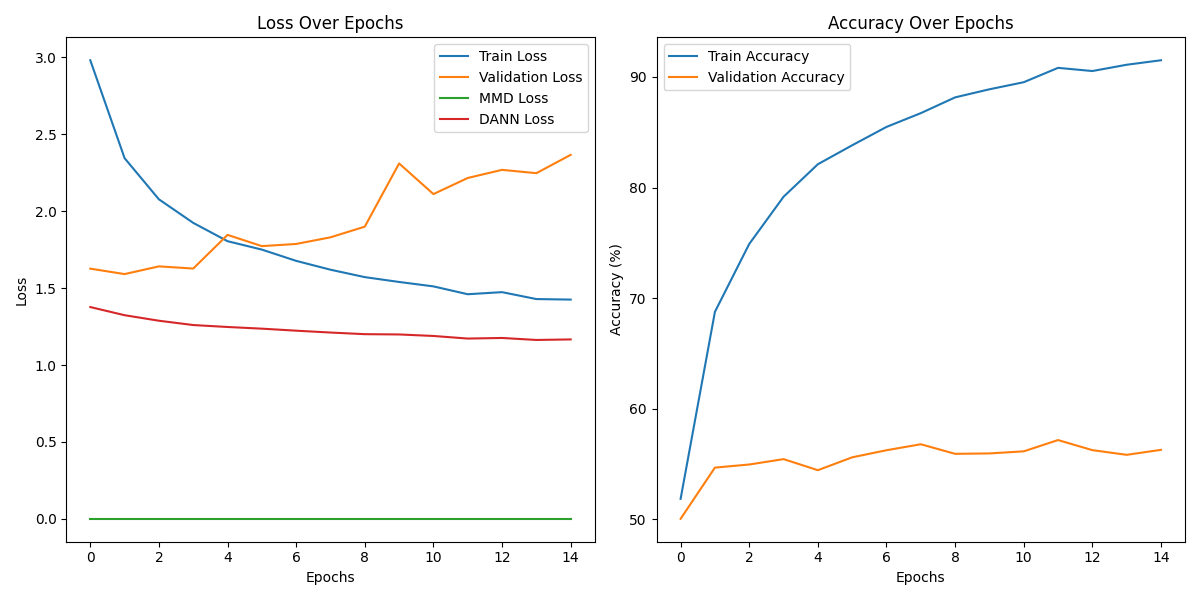 Loss Over Epochs
3.0
2.5
2.0
1.5
1.0
0.5
0.0
Loss
Train Loss
Validation Loss
MMD Loss
DANN Loss
0 2 4 6 8 10 12 14
Epochs
Accuracy Over Epochs
90
80
70
60
50
Accuracy (%)
Train Accuracy
Validation Accuracy
0 2 4 6 8 10 12 14
Epochs